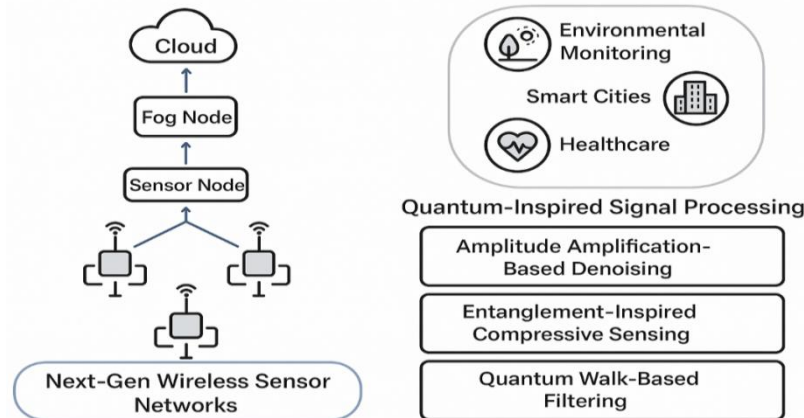 Cloud
Fog Node
Sensor Node
Next-Gen Wireless Sensor
Networks
Environmental
Monitoring
Smart Cities
Healthcare
Quantum-Inspired Signal Processing
Amplitude Amplification-
Based Denoising
Entanglement-Inspired
Compressive Sensing
Quantum Walk-Based
Filtering